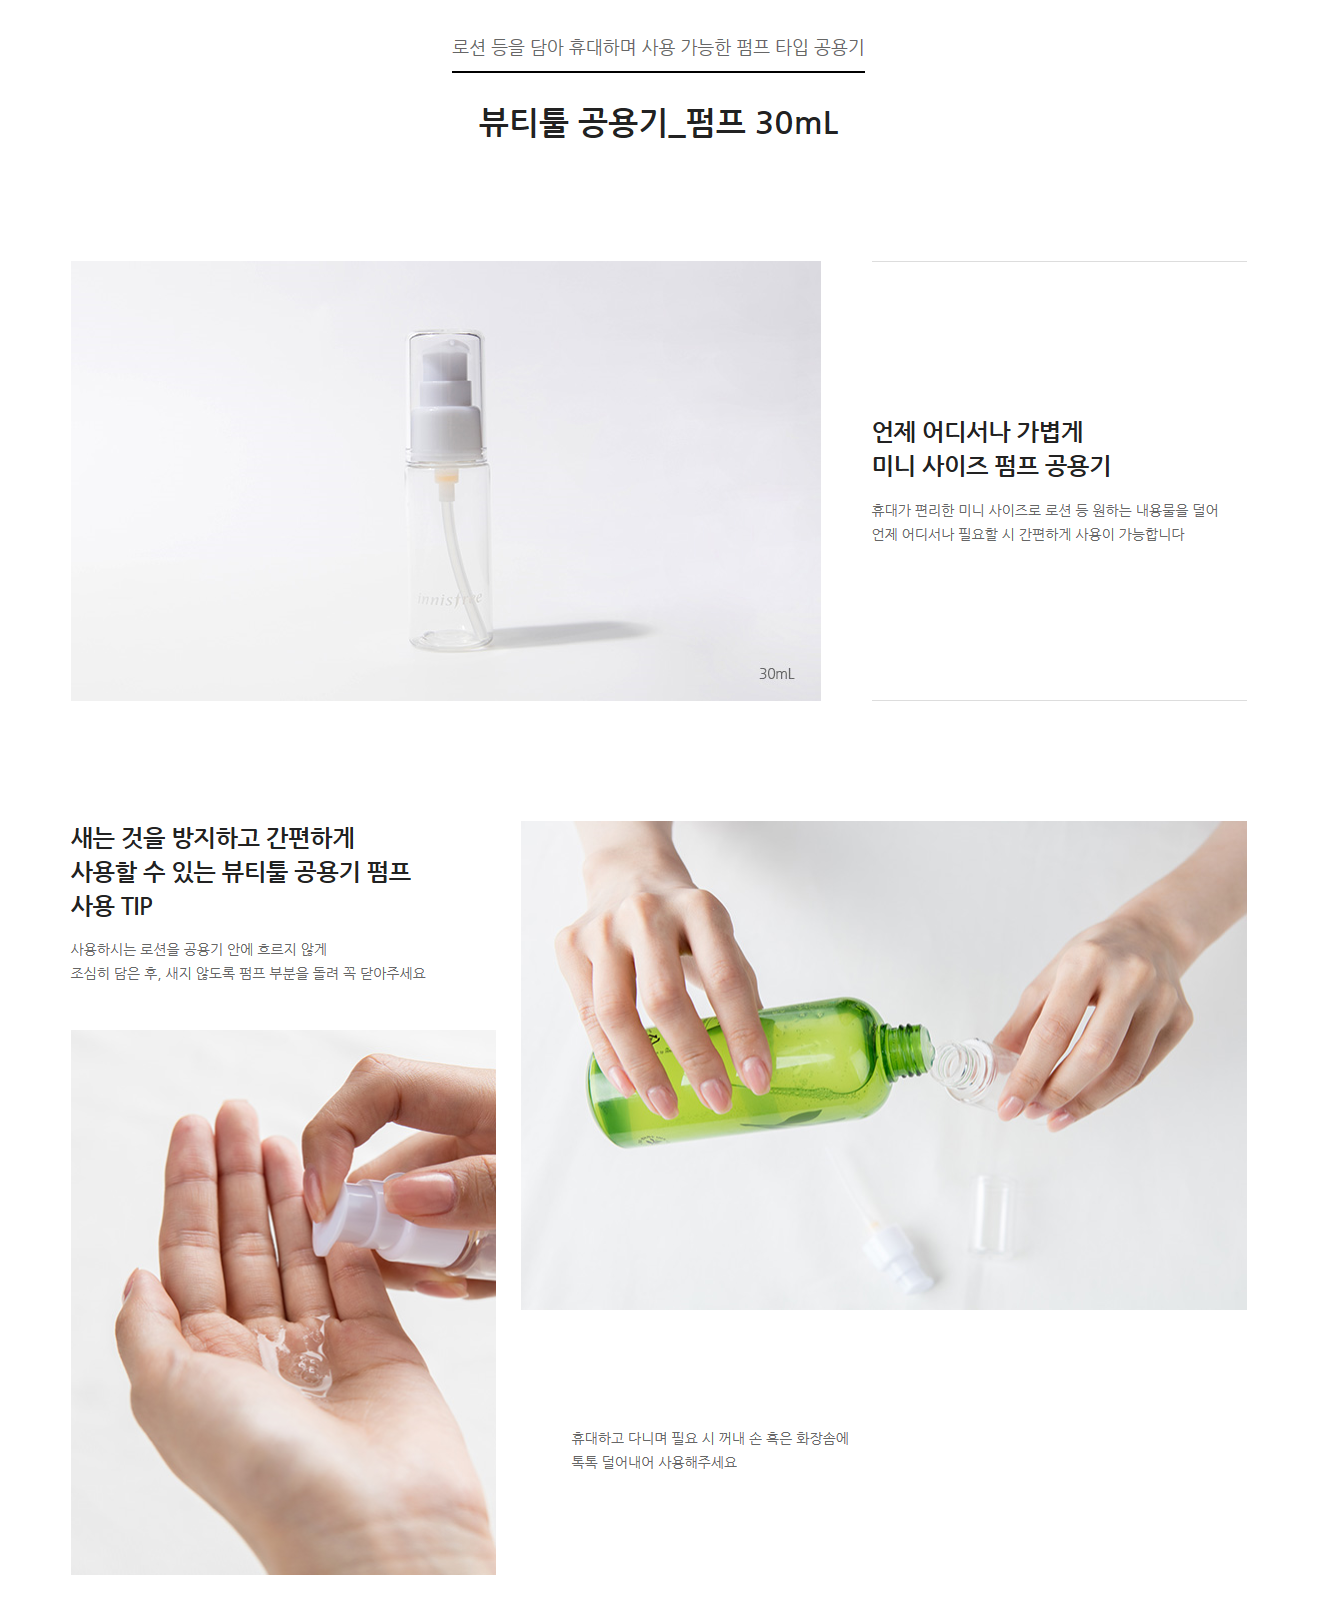 로션 등을 담아 휴대하며 사용 가능한 펌프 타입 공용기
뷰티툴 공용기_펌프 30mL
innisfree
30mL
언제 어디서나 가볍게
미니 사이즈 펌프 공용기
휴대가 편리한 미니 사이즈로 로션 등 원하는 내용물을 덜어
언제 어디서나 필요할 시 간편하게 사용이 가능합니다
새는 것을 방지하고 간편하게
사용할 수 있는 뷰티툴 공용기 펌프
사용 TIP
사용하시는 로션을 공용기 안에 흐르지 않게
조심히 담은 후, 새지 않도록 펌프 부분을 돌려 꼭 닫아주세요
휴대하고 다니며 필요 시 꺼내 손 혹은 화장솜에
톡톡 덜어내어 사용해주세요